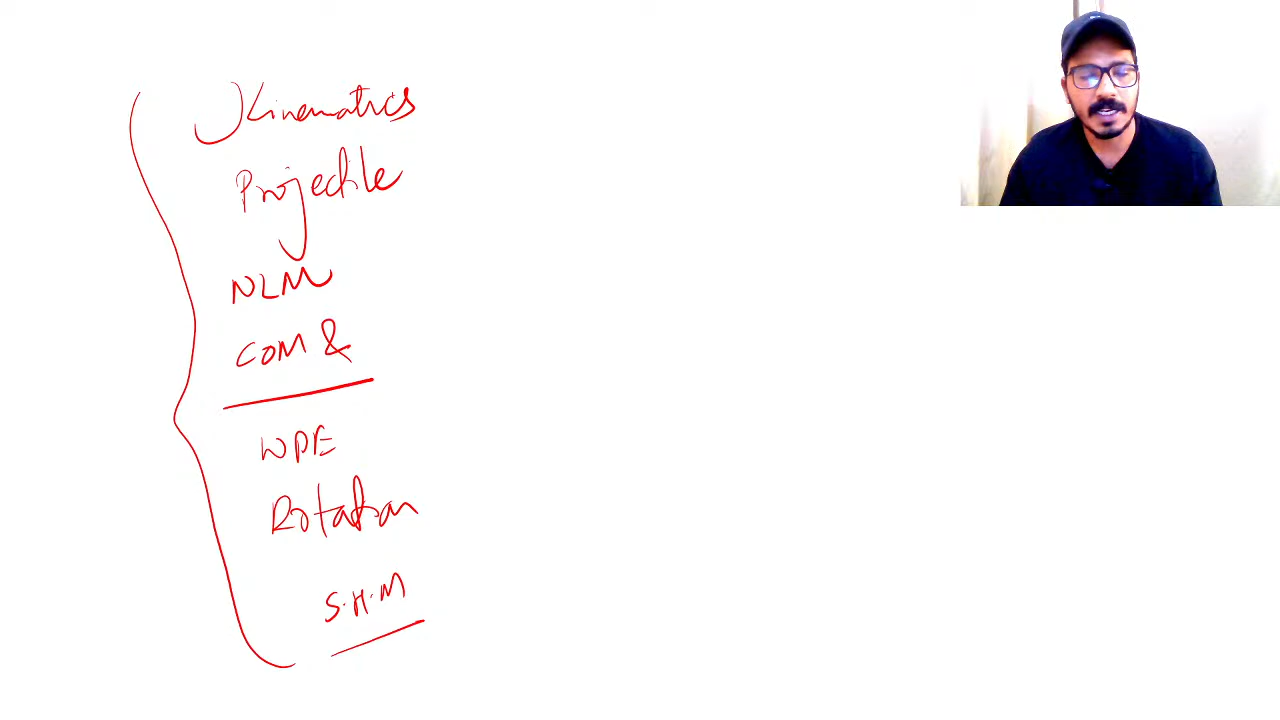 Kinematics
Projectile
NLM
COM &
WPE
Rotation
S.H.M